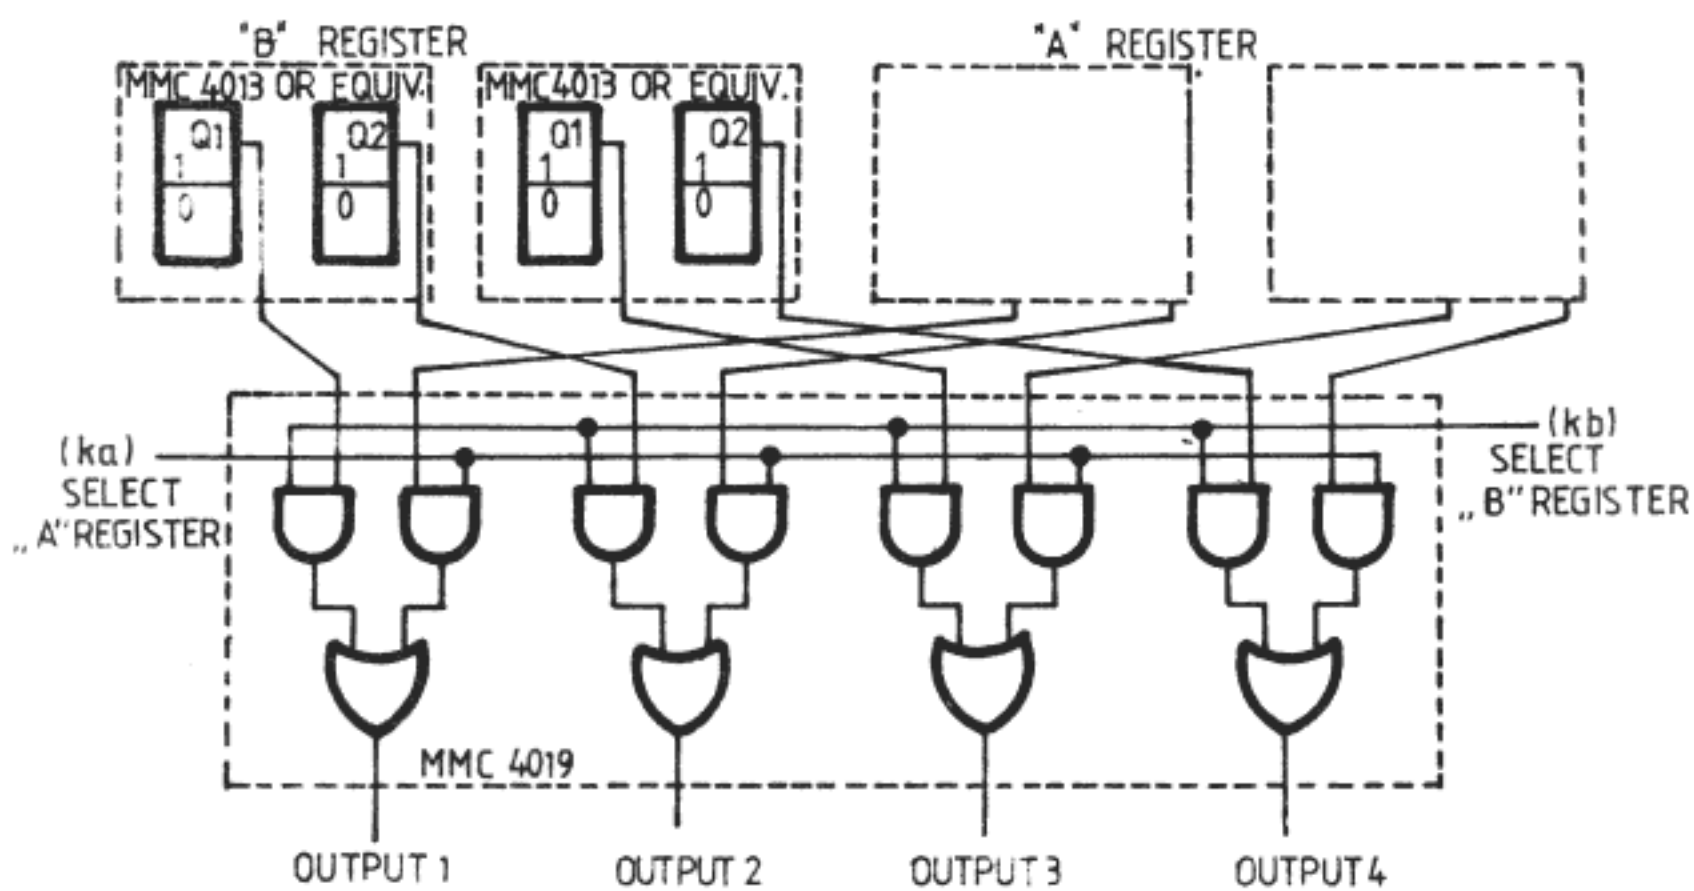 "B" REGISTER
"A" REGISTER
MMC 4013 OR EQUIV.
MMC4013 OR EQUIV.
Q1
1
0
Q2
1
0
Q1
1
0
Q2
1
0
(ka)
SELECT
„A" REGISTER
(kb)
SELECT
„B" REGISTER
MMC 4019
OUTPUT 1
OUTPUT 2
OUTPUT 3
OUTPUT 4